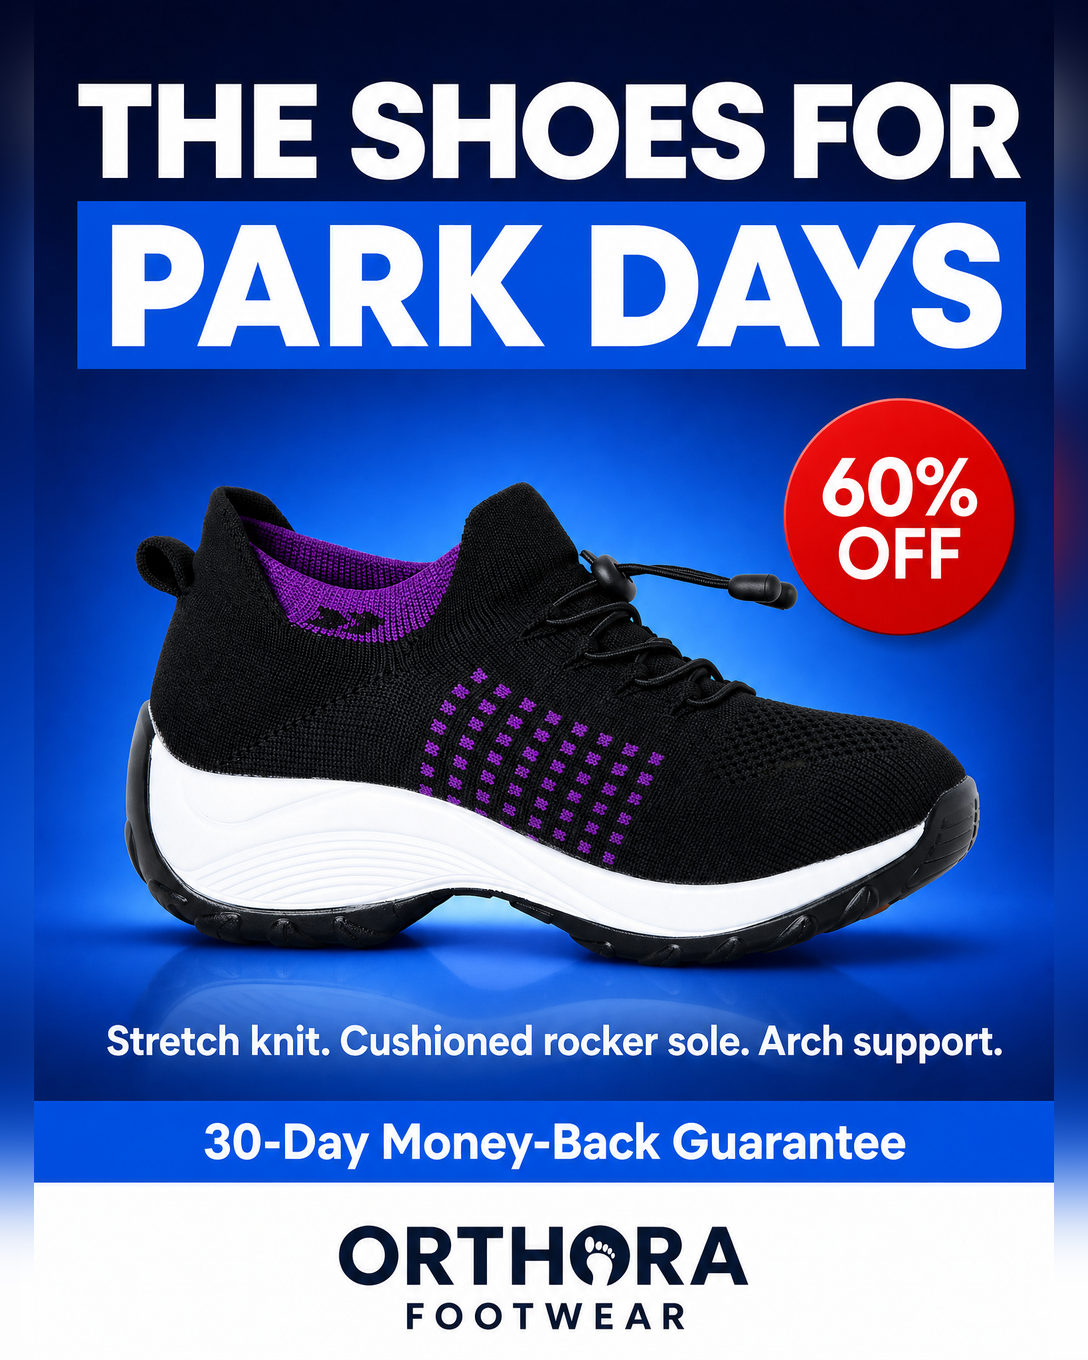 THE SHOES FOR
PARK DAYS
60%
OFF
Stretch knit. Cushioned rocker sole. Arch support.
30-Day Money-Back Guarantee
ORTHORA
FOOTWEAR